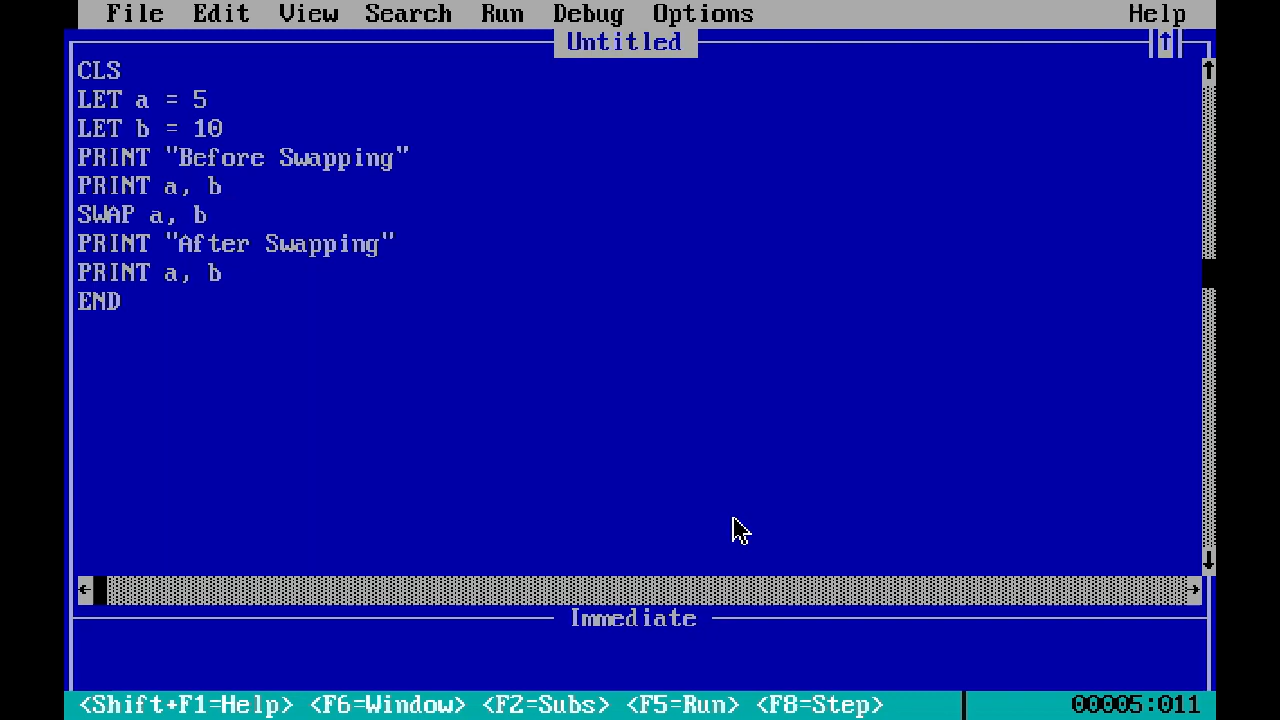 File Edit View Search Run Debug Options Help
Untitled
CLS
LET a = 5
LET b = 10
PRINT "Before Swapping"
PRINT a, b
SWAP a, b
PRINT "After Swapping"
PRINT a, b
END
Immediate
<Shift+F1=Help> <F6=Window> <F2=Subs> <F5=Run> <F8=Step> 00005:011